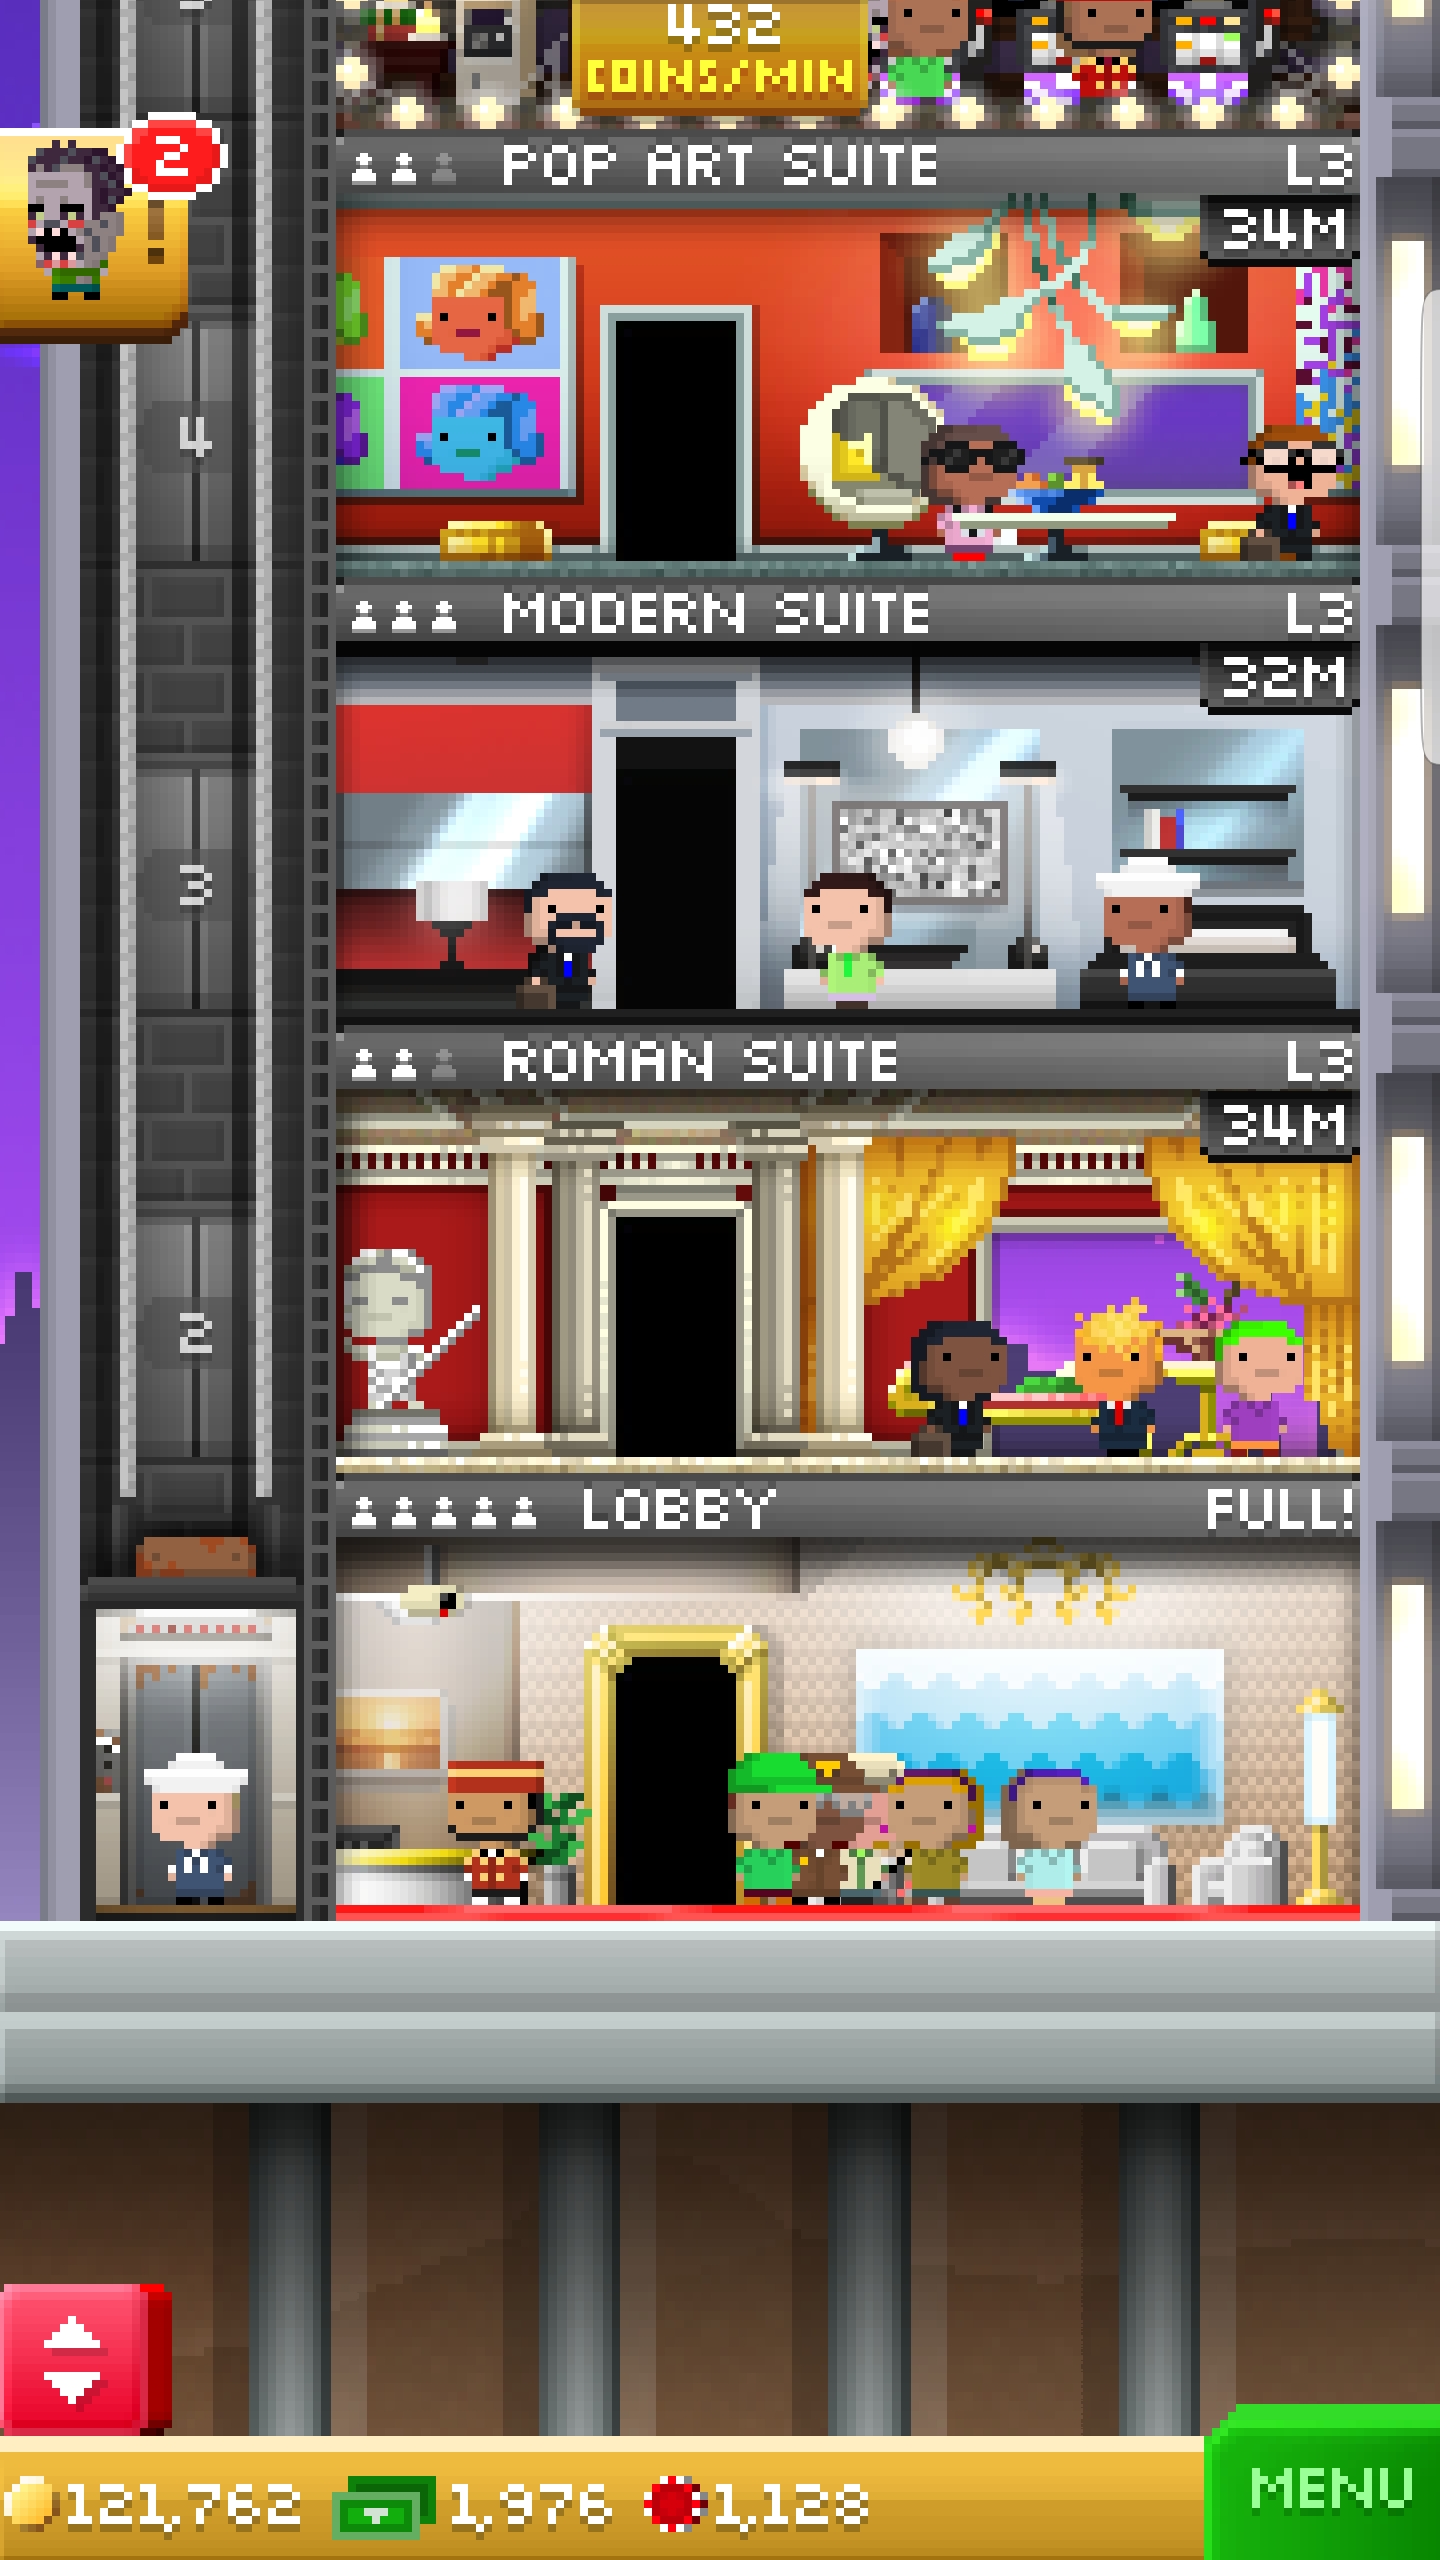 432
COINS/MIN
2
!
POP ART SUITE L3
34M
4
MODERN SUITE L3
32M
3
ROMAN SUITE L3
34M
2
LOBBY FULL!
121,762 1,976 1,128
MENU